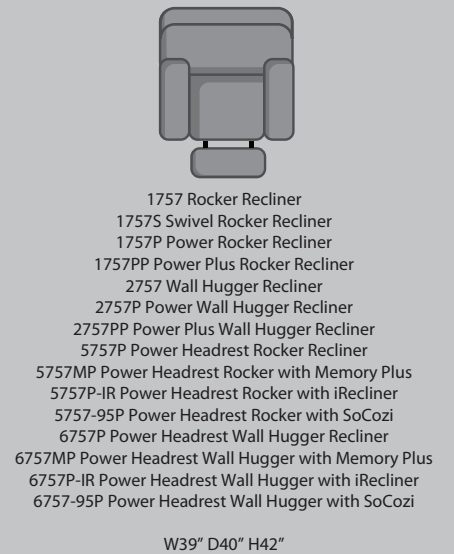 1757 Rocker Recliner
1757S Swivel Rocker Recliner
1757P Power Rocker Recliner
1757PP Power Plus Rocker Recliner
2757 Wall Hugger Recliner
2757P Power Wall Hugger Recliner
2757PP Power Plus Wall Hugger Recliner
5757P Power Headrest Rocker Recliner
5757MP Power Headrest Rocker with Memory Plus
5757P-IR Power Headrest Rocker with iRecliner
5757-95P Power Headrest Rocker with SoCozi
6757P Power Headrest Wall Hugger Recliner
6757MP Power Headrest Wall Hugger with Memory Plus
6757P-IR Power Headrest Wall Hugger with iRecliner
6757-95P Power Headrest Wall Hugger with SoCozi
W39” D40” H42”